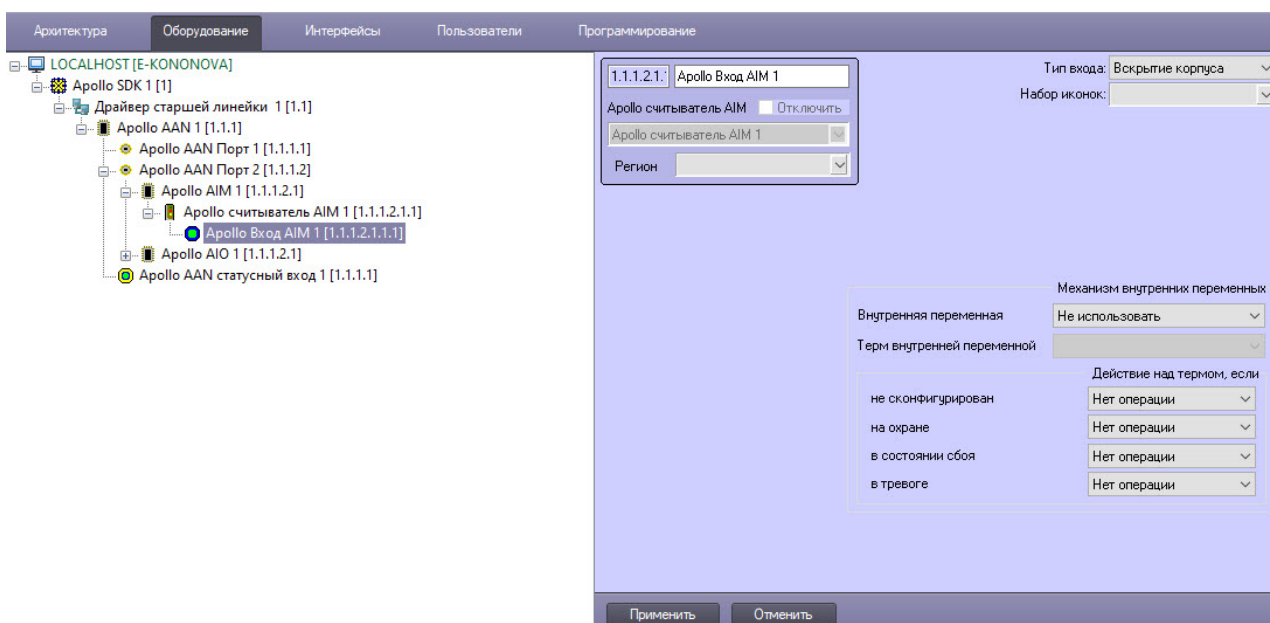 Архитектура Оборудование Интерфейсы Пользователи Программирование
LOCALHOST [E-KONONOVA]
Apollo SDK 1 [1]
Драйвер старшей линейки 1 [1.1]
Apollo AAN 1 [1.1.1]
Apollo AAN Порт 1 [1.1.1.1]
Apollo AAN Порт 2 [1.1.1.2]
Apollo AIM 1 [1.1.1.2.1]
Apollo считыватель AIM 1 [1.1.1.2.1.1]
Apollo Вход AIM 1 [1.1.1.2.1.1.1]
Apollo AIO 1 [1.1.1.2.1]
Apollo AAN статусный вход 1 [1.1.1.1]
1.1.1.2.1. Apollo Вход AIM 1
Apollo считыватель AIM Отключить
Apollo считыватель AIM 1
Регион
Тип входа: Вскрытие корпуса
Набор иконок:
Механизм внутренних переменных
Внутренняя переменная Не использовать
Терм внутренней переменной
Действие над термом, если
не сконфигурирован Нет операции
на охране Нет операции
в состоянии сбоя Нет операции
в тревоге Нет операции
Применить Отменить